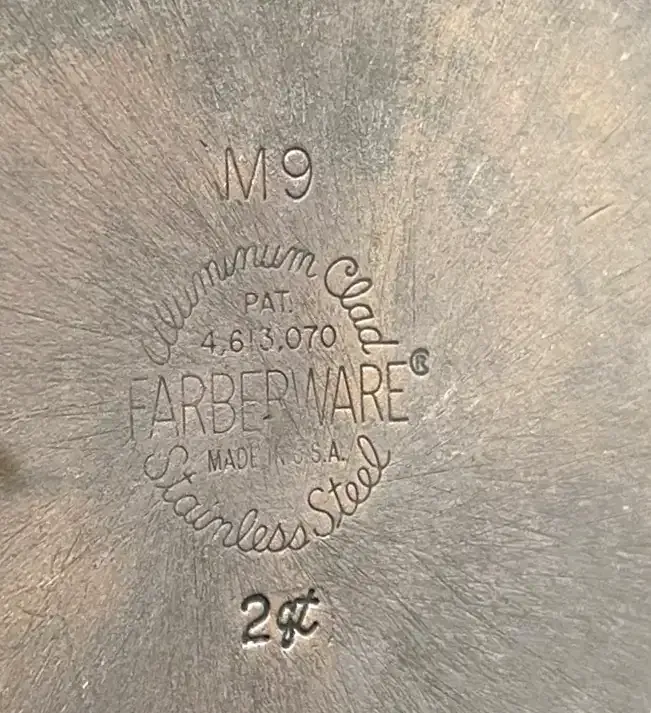 M9
Aluminum Clad
PAT.
4,613,070
FARBERWARE®
MADE IN U.S.A.
Stainless Steel
2qt